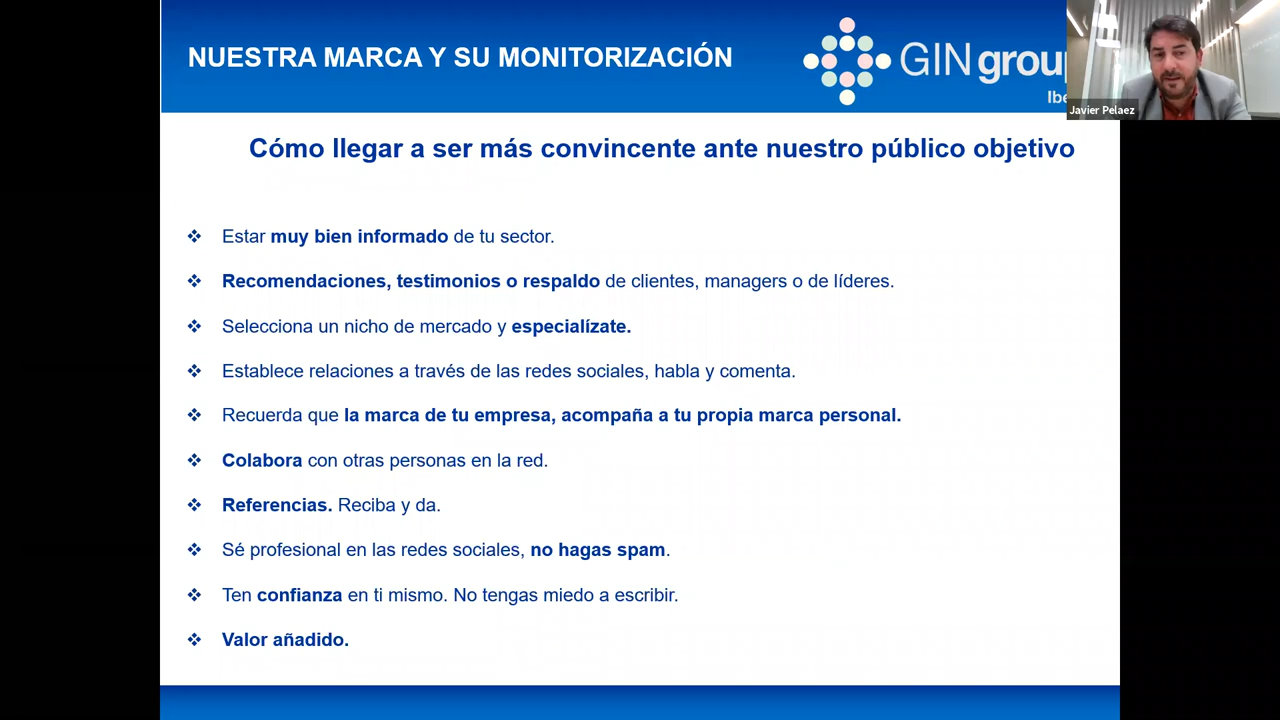 NUESTRA MARCA Y SU MONITORIZACIÓN
GIN group
Javier Pelaez
Cómo llegar a ser más convincente ante nuestro público objetivo
Estar muy bien informado de tu sector.
Recomendaciones, testimonios o respaldo de clientes, managers o de líderes.
Selecciona un nicho de mercado y especialízate.
Establece relaciones a través de las redes sociales, habla y comenta.
Recuerda que la marca de tu empresa, acompaña a tu propia marca personal.
Colabora con otras personas en la red.
Referencias. Reciba y da.
Sé profesional en las redes sociales, no hagas spam.
Ten confianza en ti mismo. No tengas miedo a escribir.
Valor añadido.